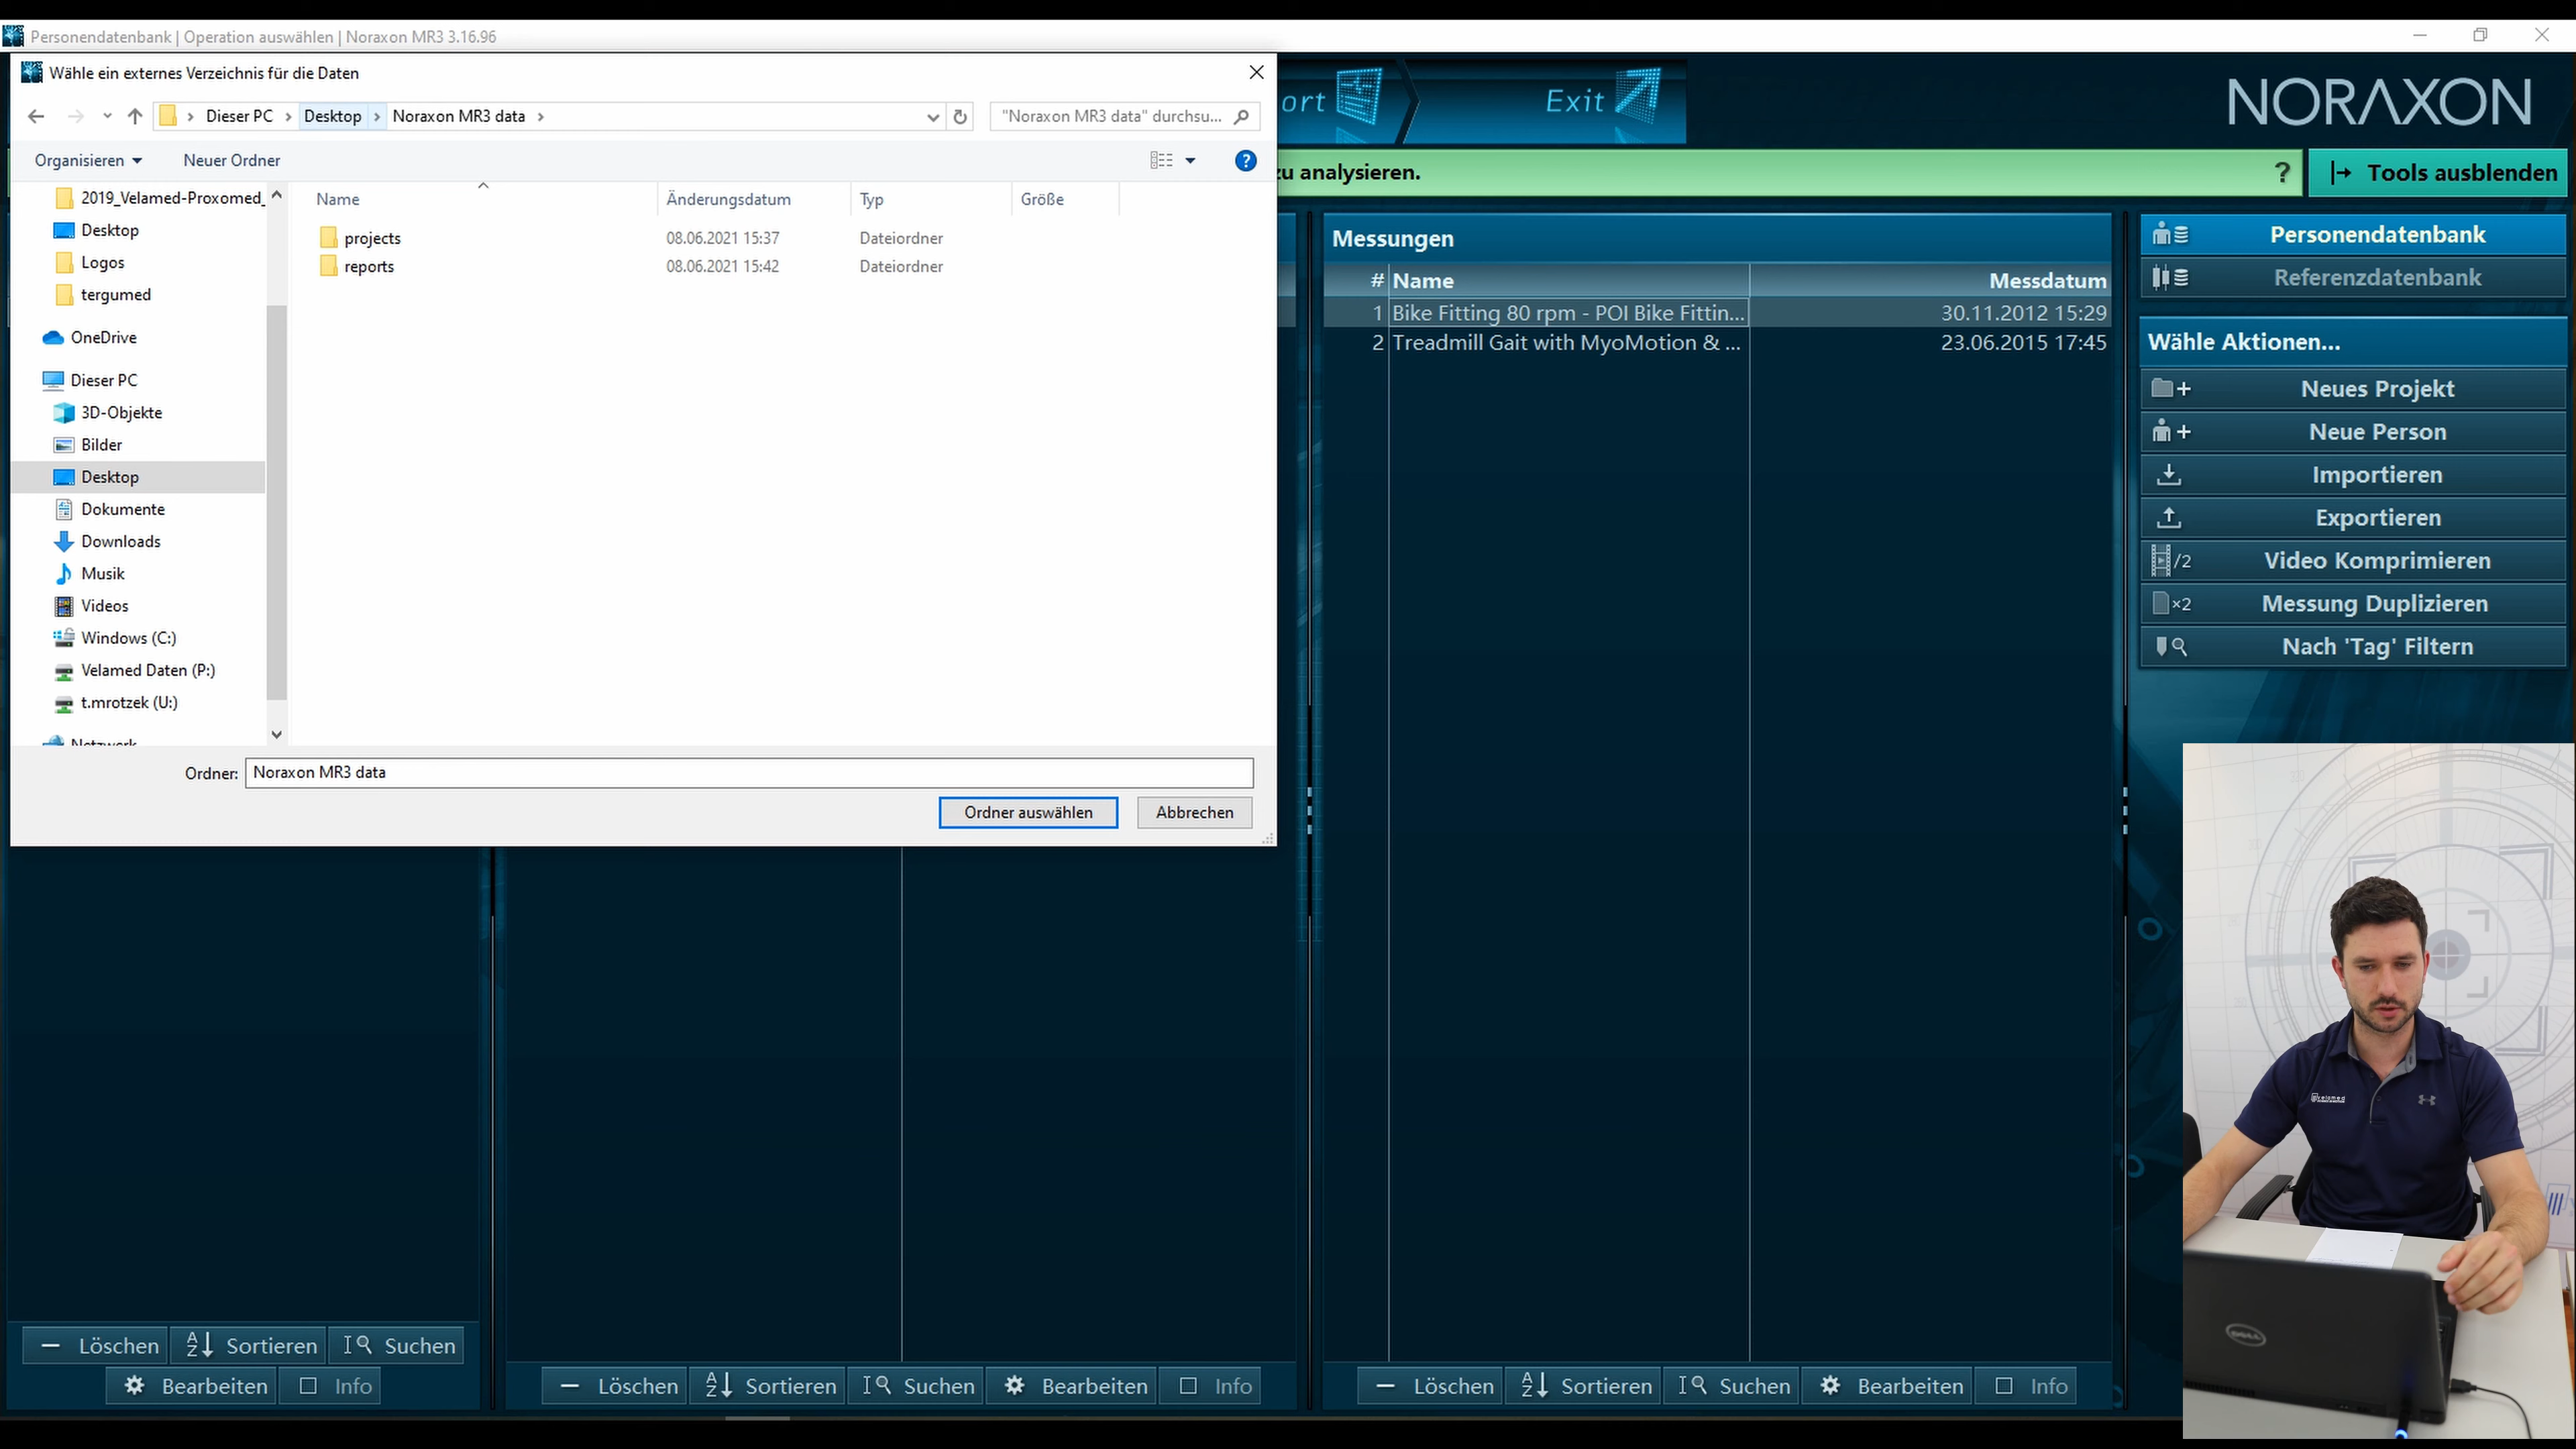 Personendatenbank | Operation auswählen | Noraxon MR3 3.16.96
Wähle ein externes Verzeichnis für die Daten
Dieser PC > Desktop > Noraxon MR3 data >
"Noraxon MR3 data" durchsu...
Organisieren
Neuer Ordner
Name
Änderungsdatum
Typ
Größe
projects
08.06.2021 15:37
Dateiordner
reports
08.06.2021 15:42
Dateiordner
2019_Velamed-Proxomed_
Desktop
Logos
tergumed
OneDrive
Dieser PC
3D-Objekte
Bilder
Desktop
Dokumente
Downloads
Musik
Videos
Windows (C:)
Velamed Daten (P:)
t.mrotzek (U:)
Netzwerk
Ordner:
Noraxon MR3 data
Ordner auswählen
Abbrechen
ort
Exit
NORAXON
zu analysieren.
?
Tools ausblenden
Messungen
# Name
Messdatum
1 Bike Fitting 80 rpm - POI Bike Fittin...
30.11.2012 15:29
2 Treadmill Gait with MyoMotion & ...
23.06.2015 17:45
Personendatenbank
Referenzdatenbank
Wähle Aktionen...
Neues Projekt
Neue Person
Importieren
Exportieren
/2 Video Komprimieren
×2 Messung Duplizieren
Nach 'Tag' Filtern
Löschen
Sortieren
Suchen
Bearbeiten
Info
Löschen
Sortieren
Suchen
Bearbeiten
Info
Löschen
Sortieren
Suchen
Bearbeiten
Info
velamed
DELL